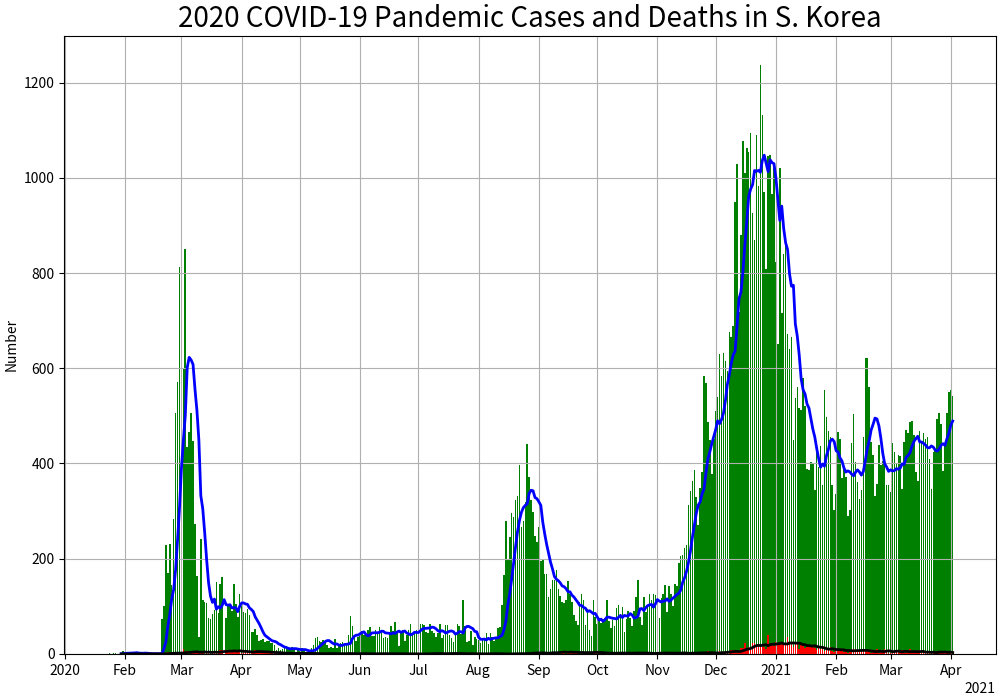 2020 COVID-19 Pandemic Cases and Deaths in S. Korea
Number
1200
1000
800
600
400
200
0
2020 Feb Mar Apr May Jun Jul Aug Sep Oct Nov Dec 2021 Feb Mar Apr
2021